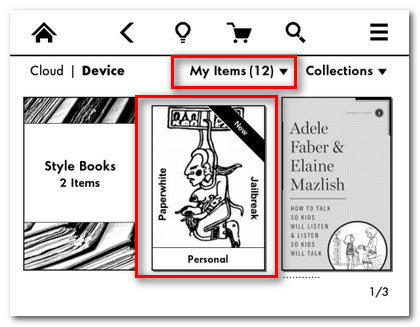 Cloud | Device
My Items (12) ▼
Collections ▼
Style Books
2 Items
New
Paperwhite
Jailbreak
Personal
Adele
Faber &
Elaine
Mazlish
HOW TO TALK
SO KIDS
WILL LISTEN
& LISTEN
SO KIDS
WILL TALK
1/3